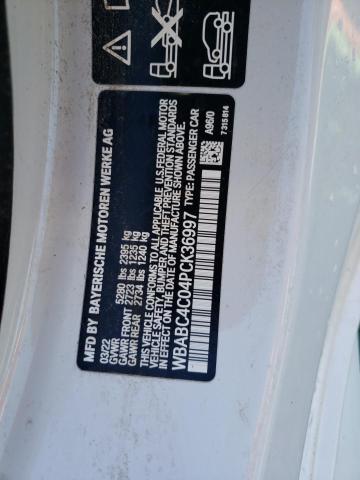 MFD BY BAYERISCHE MOTOREN WERKE AG
03/22
GVWR 5280 lbs 2395 kg
GAWR FRONT 2723 lbs 1235 kg
GAWR REAR 2734 lbs 1240 kg
THIS VEHICLE CONFORMS TO ALL APPLICABLE U.S.FEDERAL MOTOR
VEHICLE SAFETY, BUMPER AND THEFT PREVENTION STANDARDS
IN EFFECT ON THE DATE OF MANUFACTURE SHOWN ABOVE.
WBABC4C04PCK36997 TYPE: PASSENGER CAR
A96/0
7 315 814